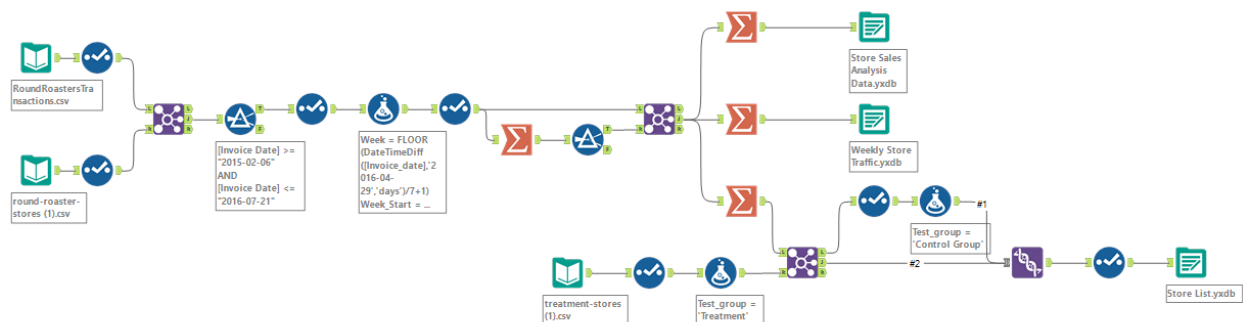 RoundRoastersTra
nsactions.csv
round-roaster-
stores (1).csv
[Invoice Date] >=
"2015-02-06"
AND
[Invoice Date] <=
"2016-07-21"
Week = FLOOR
(DateTimeDiff
([Invoice_date],'2
016-04-
29','days')/7+1)
Week_Start = ...
Store Sales
Analysis
Data.yxdb
Weekly Store
Traffic.yxdb
#1
Test_group =
'Control Group'
#2
treatment-stores
(1).csv
Test_group =
'Treatment'
Store List.yxdb
L
R
L
J
R
T
F
T
F
L
R
L
J
R
L
R
L
J
R